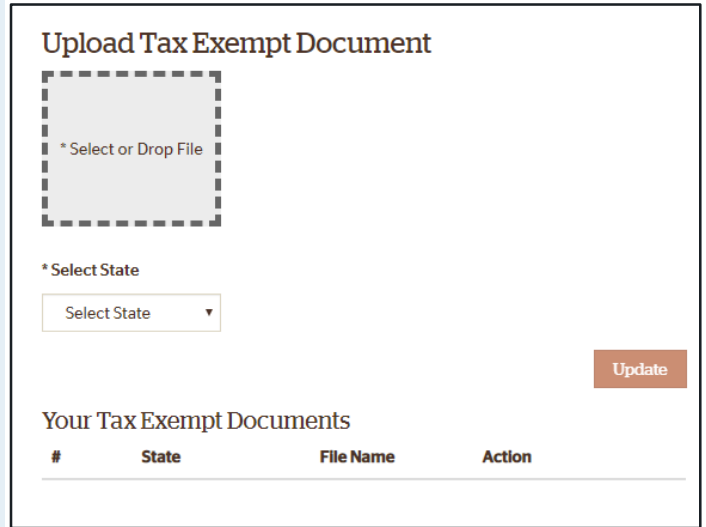 Upload Tax Exempt Document
* Select or Drop File
* Select State
Select State
Update
Your Tax Exempt Documents
# State File Name Action